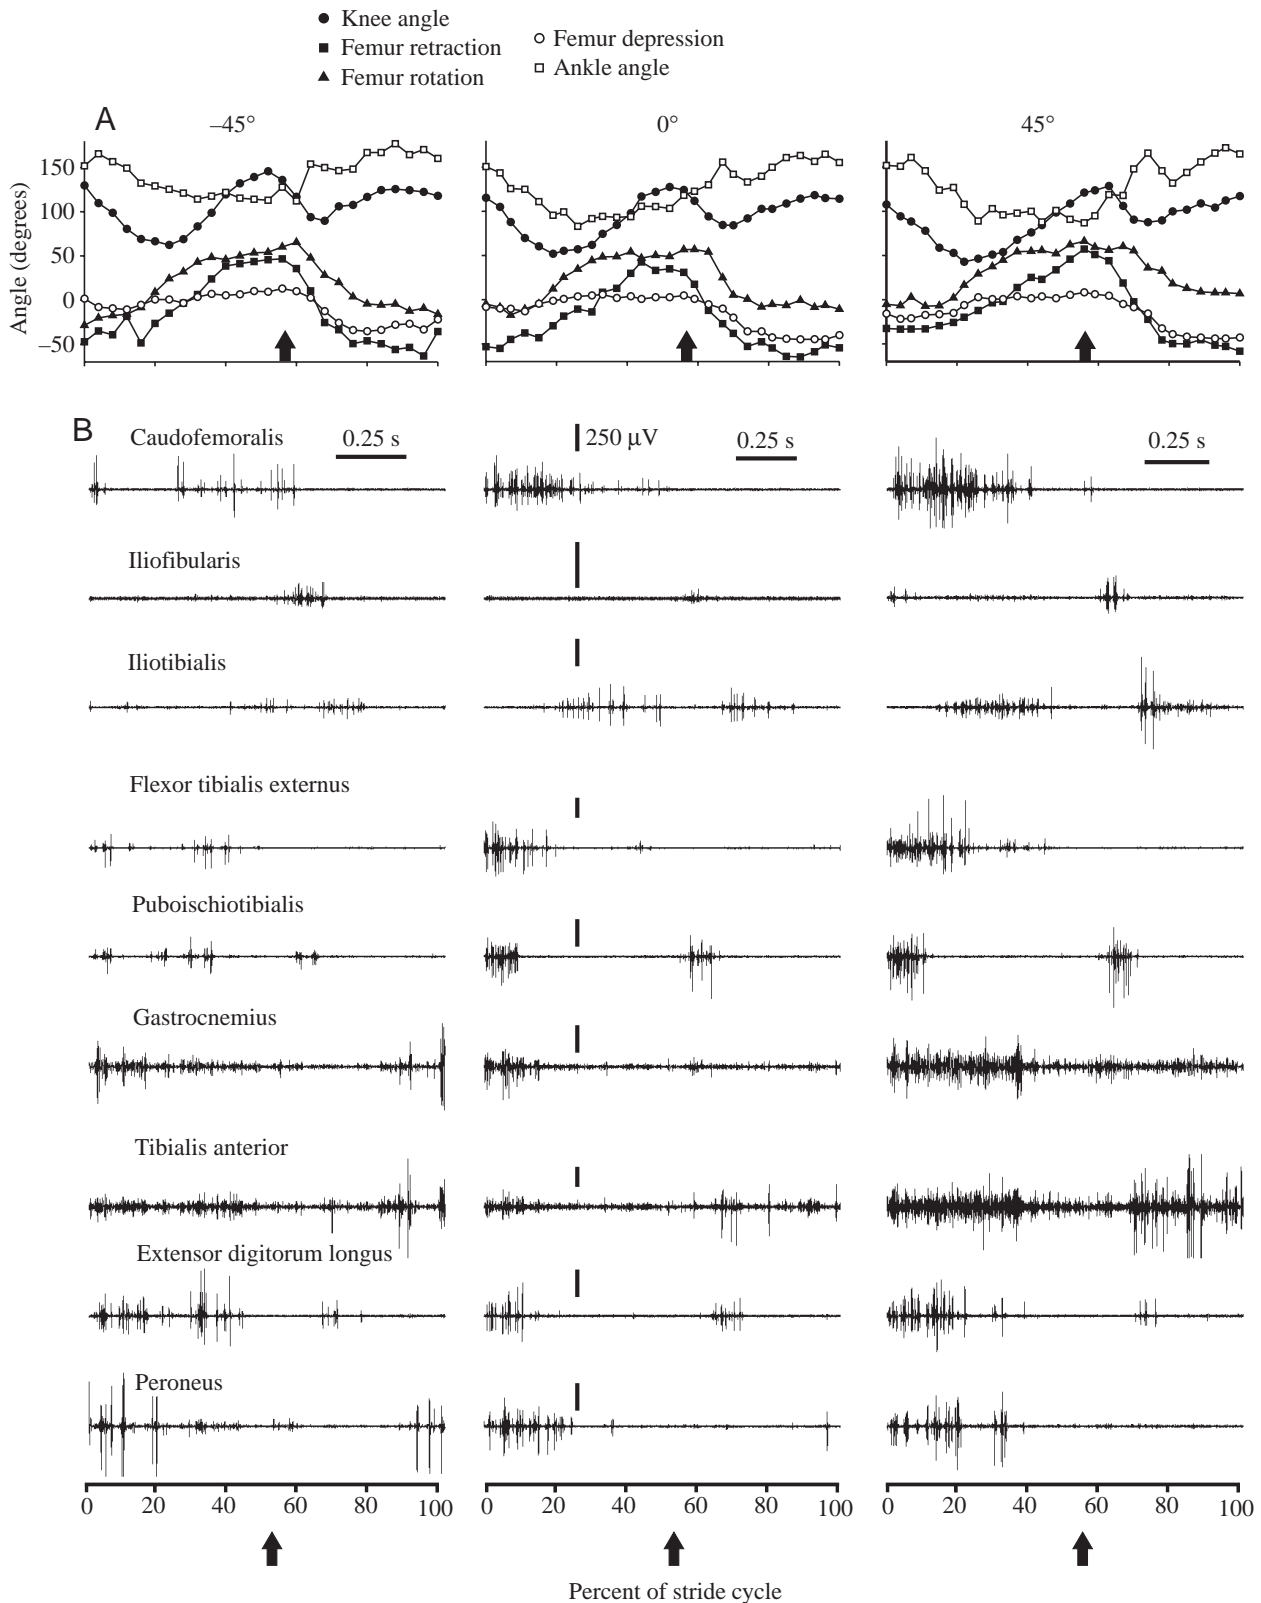 Knee angle
Femur retraction
Femur rotation
Femur depression
Ankle angle
A
–45°
0°
45°
Angle (degrees)
150
100
50
0
–50
B
Caudofemoralis
0.25 s
250 μV
0.25 s
0.25 s
Iliofibularis
Iliotibialis
Flexor tibialis externus
Puboischiotibialis
Gastrocnemius
Tibialis anterior
Extensor digitorum longus
Peroneus
0 20 40 60 80 100
0 20 40 60 80 100
0 20 40 60 80 100
Percent of stride cycle